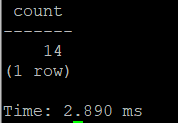 count
-------
14
(1 row)
Time: 2.890 ms